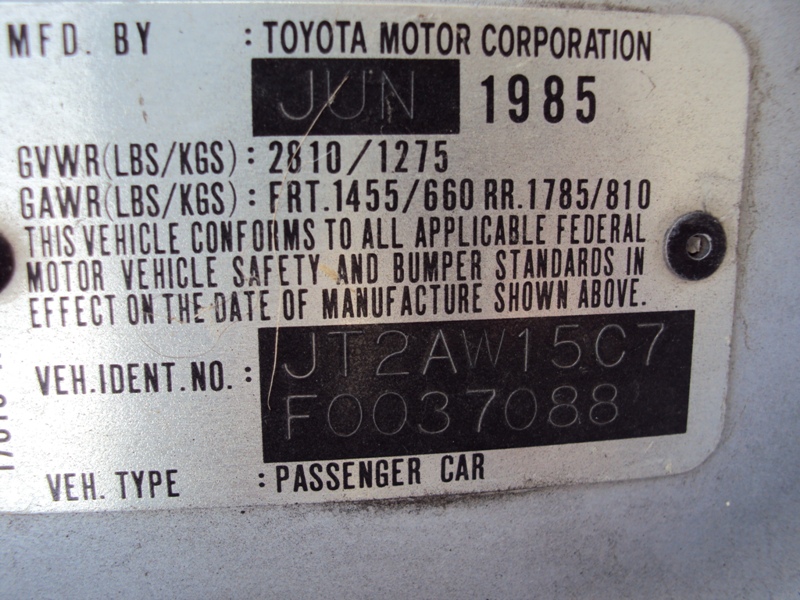 MFD. BY : TOYOTA MOTOR CORPORATION
JUN 1985
GVWR(LBS/KGS): 2810/1275
GAWR(LBS/KGS): FRT.1455/660 RR.1785/810
THIS VEHICLE CONFORMS TO ALL APPLICABLE FEDERAL
MOTOR VEHICLE SAFETY AND BUMPER STANDARDS IN
EFFECT ON THE DATE OF MANUFACTURE SHOWN ABOVE.
VEH.IDENT.NO. : JT2AW15C7
F0037088
VEH. TYPE : PASSENGER CAR